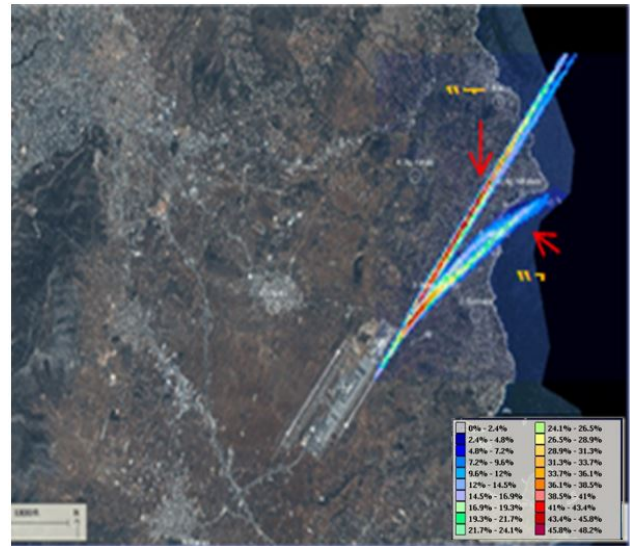 0% - 2.4%
2.4% - 4.8%
4.8% - 7.2%
7.2% - 9.6%
9.6% - 12%
12% - 14.5%
14.5% - 16.9%
16.9% - 19.3%
19.3% - 21.7%
21.7% - 24.1%
24.1% - 26.5%
26.5% - 28.9%
28.9% - 31.3%
31.3% - 33.7%
33.7% - 36.1%
36.1% - 38.5%
38.5% - 41%
41% - 43.4%
43.4% - 45.8%
45.8% - 48.2%